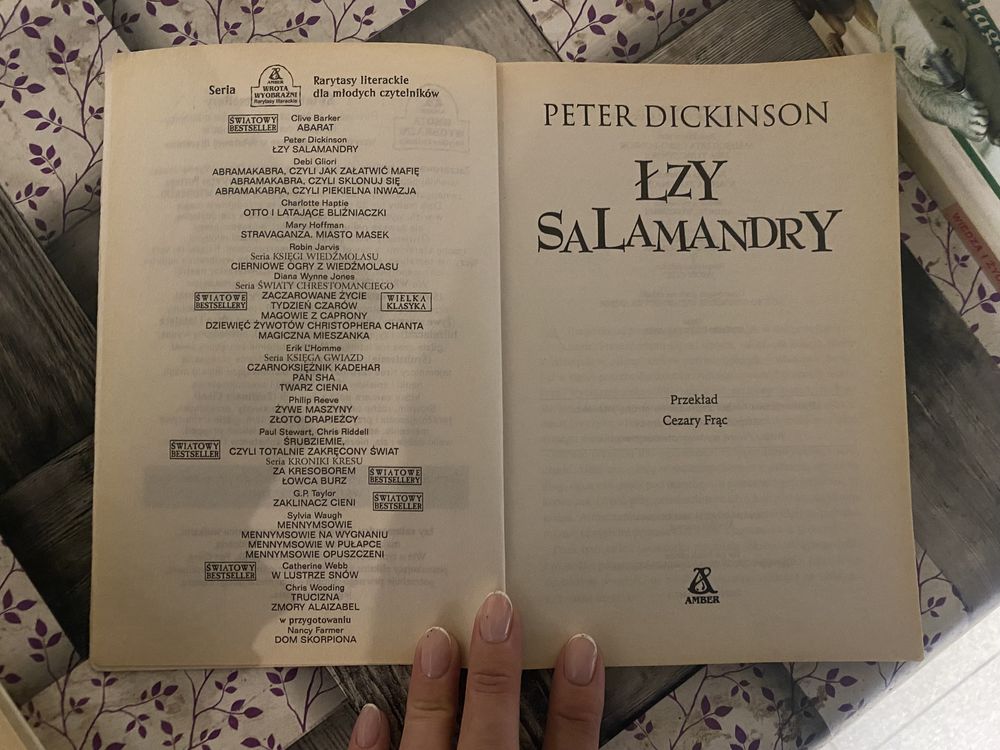 Seria
AMBER
WROTA
WYOBRAŹNI
Rarytasy literackie
Rarytasy literackie
dla młodych czytelników
ŚWIATOWY
BESTSELLER
Clive Barker
ABARAT
Peter Dickinson
ŁZY SALAMANDRY
Debi Gliori
ABRAMAKABRA, CZYLI JAK ZAŁATWIĆ MAFIĘ
ABRAMAKABRA, CZYLI SKLONUJ SIĘ
ABRAMAKABRA, CZYLI PIEKIELNA INWAZJA
Charlotte Haptie
OTTO I LATAJĄCE BLIŹNIACZKI
Mary Hoffman
STRAVAGANZA. MIASTO MASEK
Robin Jarvis
Seria KSIĘGI WIEDŹMOLASU
CIERNIOWE OGRY Z WIEDŹMOLASU
Diana Wynne Jones
Seria ŚWIATY CHRESTOMANCIEGO
ŚWIATOWE
BESTSELLERY
ZACZAROWANE ŻYCIE
TYDZIEŃ CZARÓW
WIELKA
KLASYKA
MAGOWIE Z CAPRONY
DZIEWIĘĆ ŻYWOTÓW CHRISTOPHERA CHANTA
MAGICZNA MIESZANKA
Erik L'Homme
Seria KSIĘGA GWIAZD
CZARNOKSIĘŻNIK KADEHAR
PAN SHA
TWARZ CIENIA
Philip Reeve
ŻYWE MASZYNY
ZŁOTO DRAPIEŻCY
Paul Stewart, Chris Riddell
ŚWIATOWY
BESTSELLER
ŚRUBZIEMIE,
CZYLI TOTALNIE ZAKRĘCONY ŚWIAT
Seria KRONIKI KRESU
ZA KRESOBOREM
ŁOWCA BURZ
ŚWIATOWE
BESTSELLERY
G.P. Taylor
ZAKLINACZ CIENI
ŚWIATOWY
BESTSELLER
Sylvia Waugh
MENNYMSOWIE
MENNYMSOWIE NA WYGNANIU
MENNYMSOWIE W PUŁAPCE
MENNYMSOWIE OPUSZCZENI
ŚWIATOWY
BESTSELLER
Catherine Webb
W LUSTRZE SNÓW
Chris Wooding
TRUCIZNA
ZMORY ALAIZABEL
w przygotowaniu
Nancy Farmer
DOM SKORPIONA
PETER DICKINSON
ŁZY
SALAMANDRY
Przekład
Cezary Frąc
AMBER
WIEDZA I ŻYC